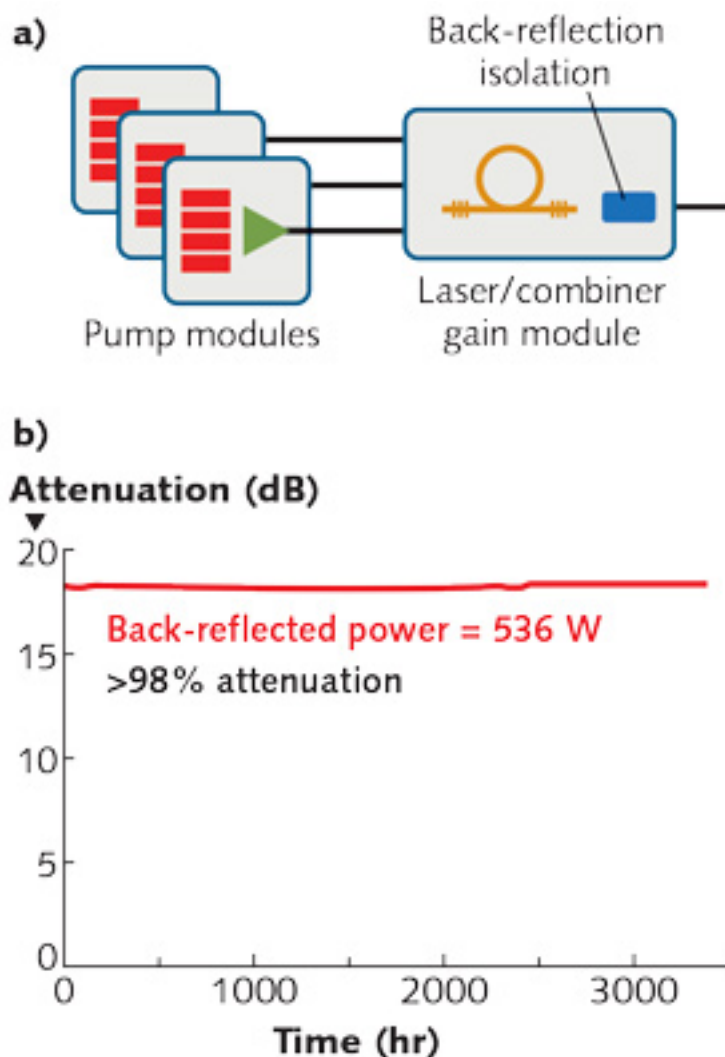 a)
Back-reflection
isolation
Pump modules
Laser/combiner
gain module
b)
Attenuation (dB)
20
15
10
5
0
Back-reflected power = 536 W
>98% attenuation
0 1000 2000 3000
Time (hr)